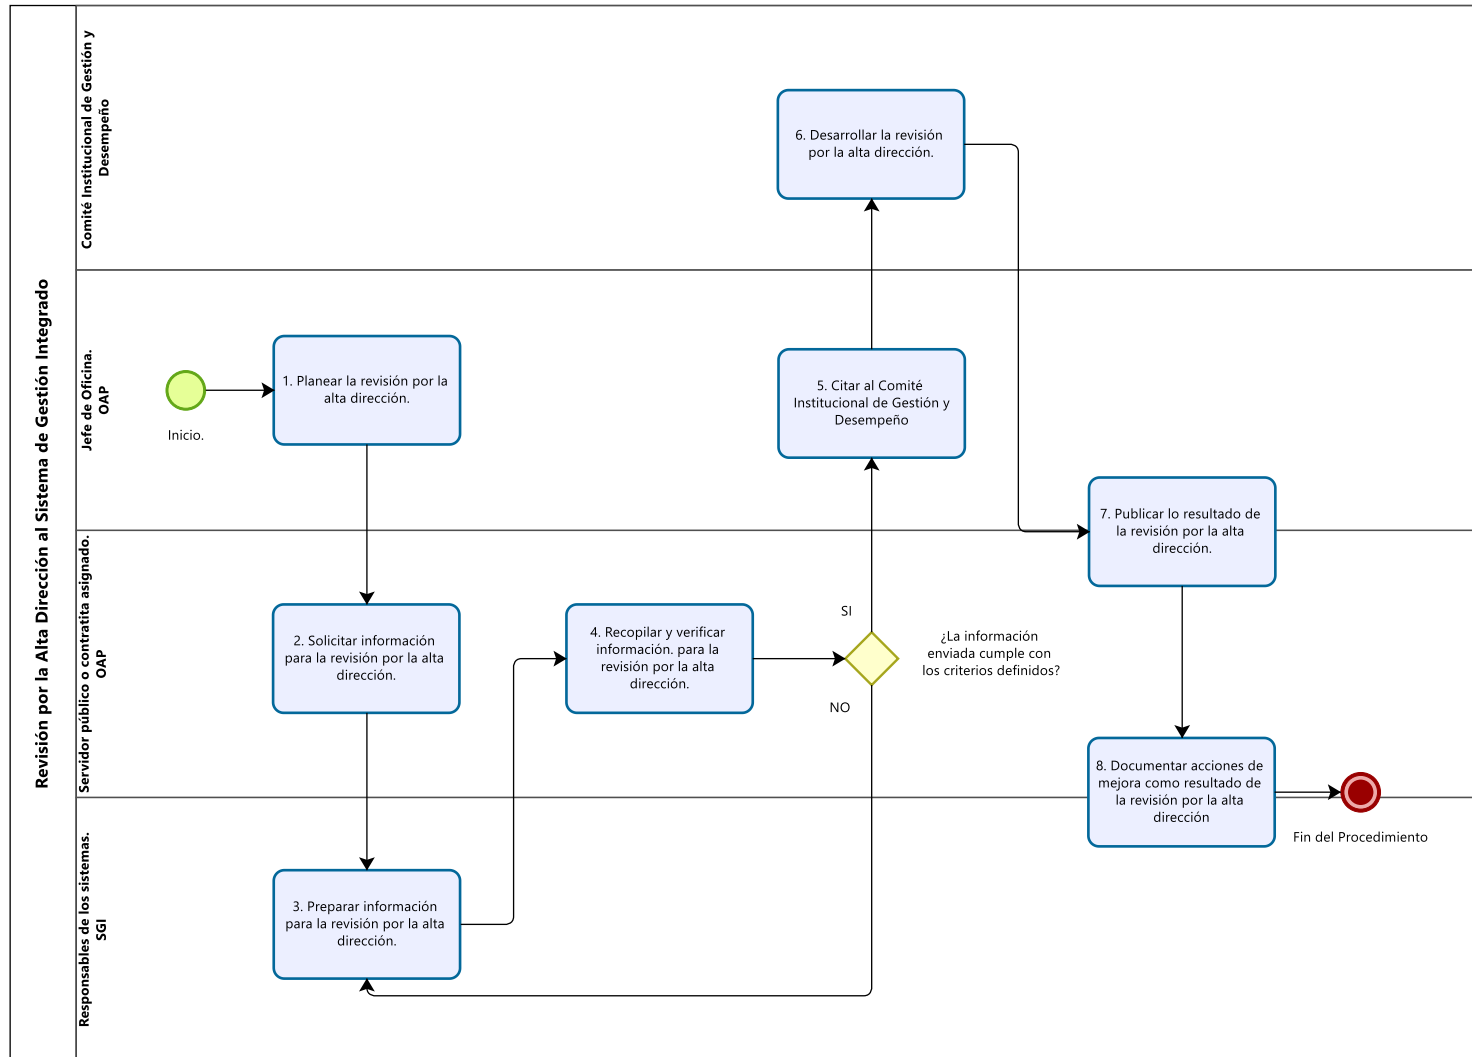 Revisión por la Alta Dirección al Sistema de Gestión Integrado
Comité Institucional de Gestión y
Desempeño
6. Desarrollar la revisión
por la alta dirección.
Jefe de Oficina.
OAP
Inicio.
1. Planear la revisión por la
alta dirección.
5. Citar al Comité
Institucional de Gestión y
Desempeño
7. Publicar lo resultado de
la revisión por la alta
dirección.
Servidor público o contratita asignado.
OAP
2. Solicitar información
para la revisión por la alta
dirección.
4. Recopilar y verificar
información. para la
revisión por la alta
dirección.
SI
NO
¿La información
enviada cumple con
los criterios definidos?
8. Documentar acciones de
mejora como resultado de
la revisión por la alta
dirección
Fin del Procedimiento
Responsables de los sistemas.
SGI
3. Preparar información
para la revisión por la alta
dirección.